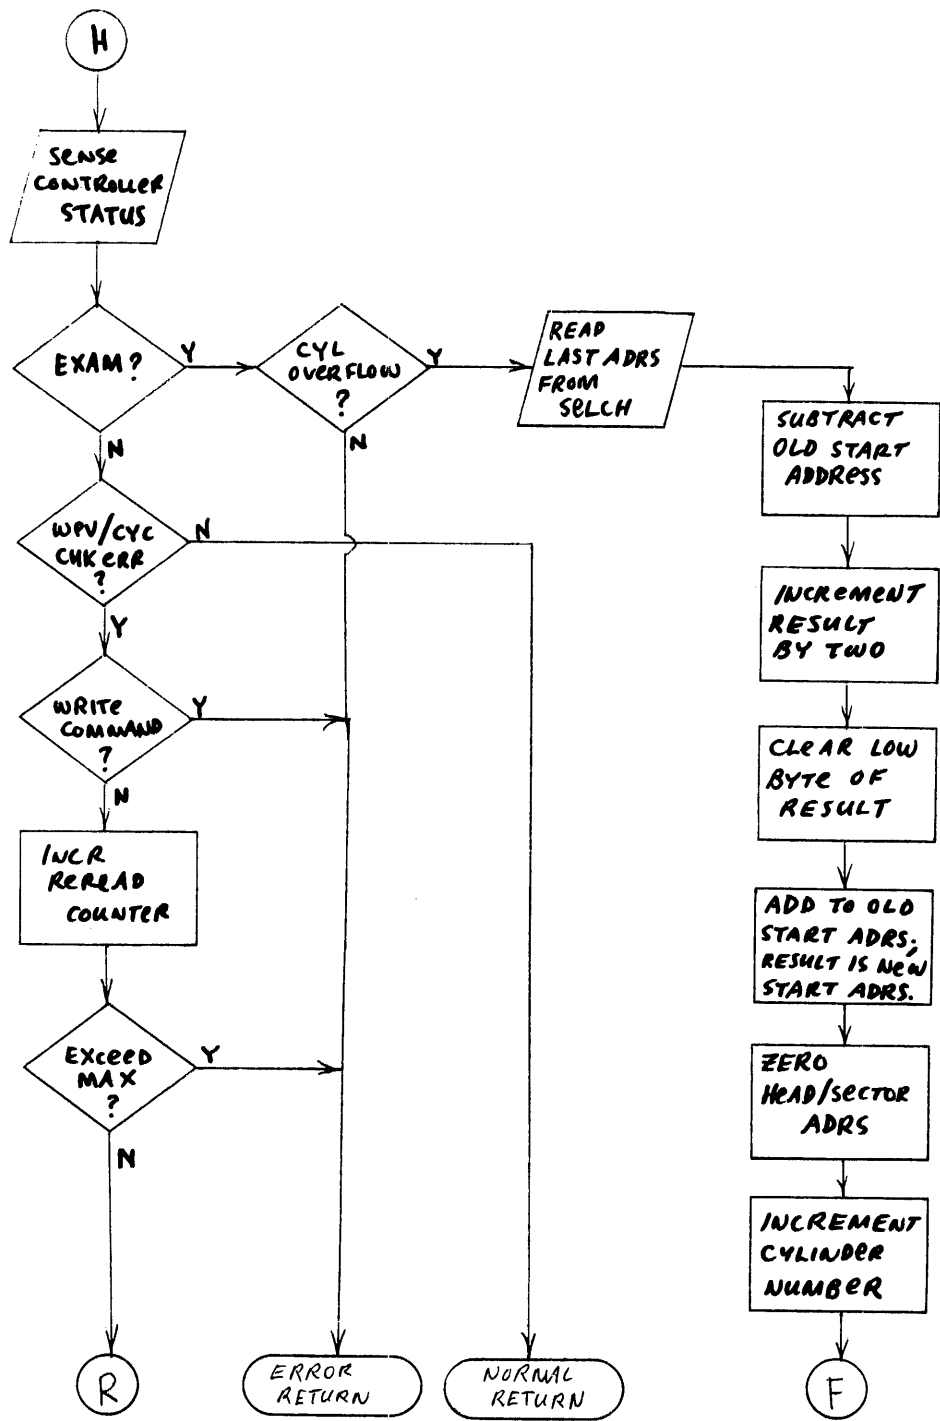 H
SENSE
CONTROLLER
STATUS
EXAM?
Y
N
CYL
OVERFLOW
?
Y
N
READ
LAST ADRS
FROM
SELCH
SUBTRACT
OLD START
ADDRESS
INCREMENT
RESULT
BY TWO
CLEAR LOW
BYTE OF
RESULT
ADD TO OLD
START ADRS;
RESULT IS NEW
START ADRS.
ZERO
HEAD/SECTOR
ADRS
INCREMENT
CYLINDER
NUMBER
F
WPV/CYC
CHK ERR
?
N
Y
WRITE
COMMAND
?
Y
N
INCR
REREAD
COUNTER
EXCEED
MAX
?
Y
N
R
ERROR
RETURN
NORMAL
RETURN